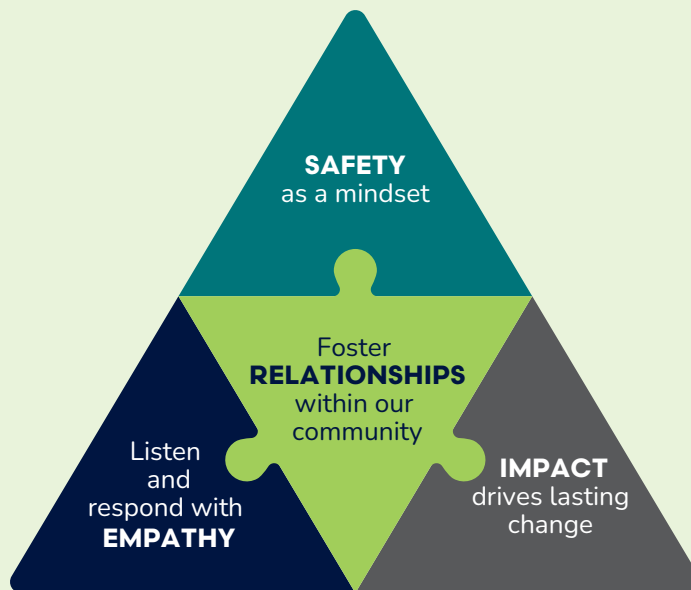 SAFETY
as a mindset
Foster
RELATIONSHIPS
within our
community
Listen
and
respond with
EMPATHY
IMPACT
drives lasting
change